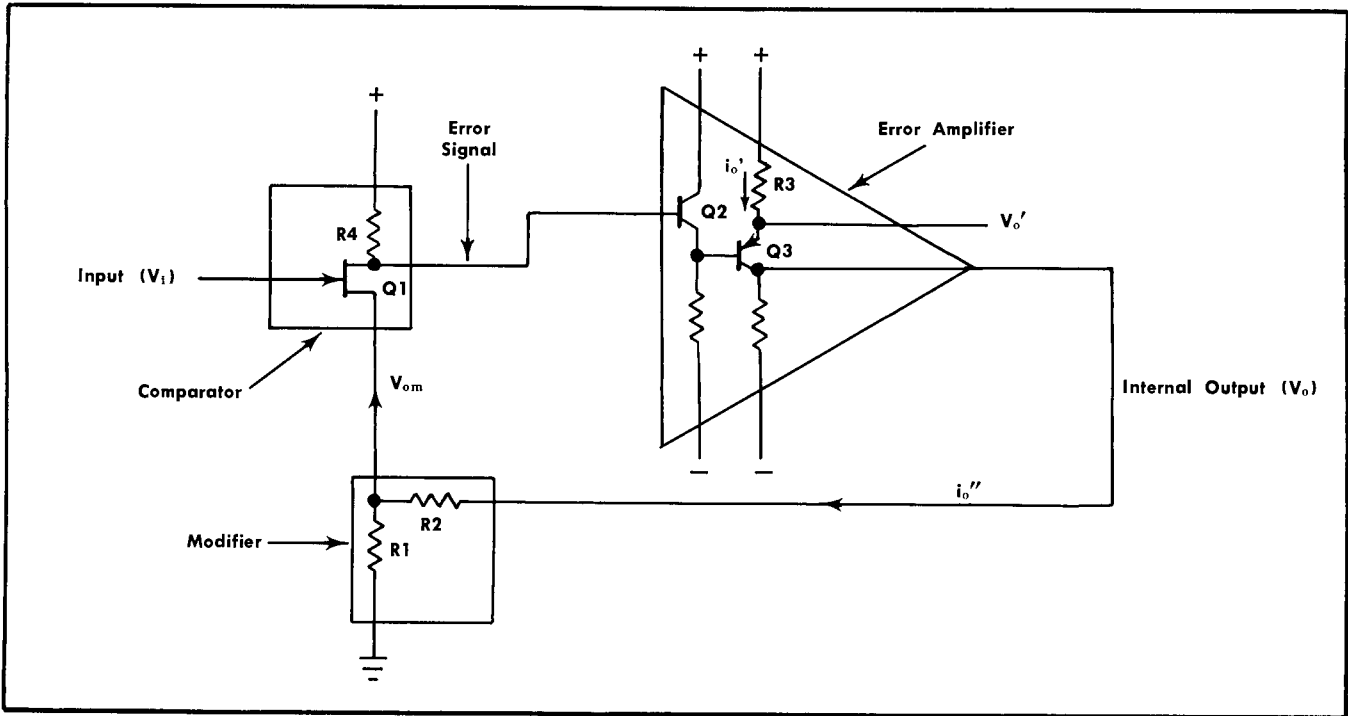 +
+
+
Error
Signal
Error Amplifier
i₀'
R3
Q2
V₀'
R4
Q3
Input (V₁)
Q1
Comparator
V₀ₘ
Internal Output (V₀)
–
–
i₀''
R2
Modifier
R1